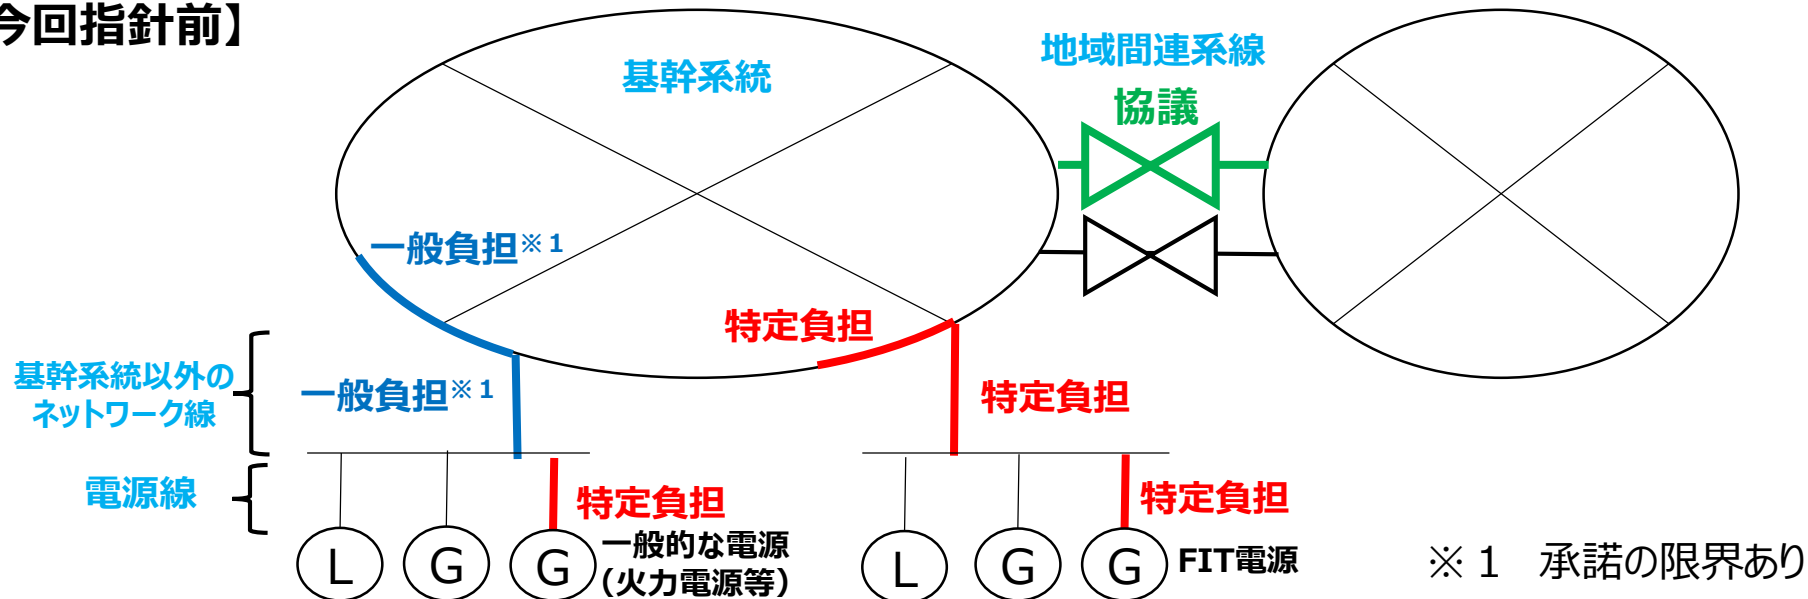 今回指針前】
基幹系統
地域間連系線
協議
一般負担※1
特定負担
基幹系統以外の
ネットワーク線
一般負担※1
特定負担
電源線
特定負担
特定負担
L
G
G
一般的な電源
(火力電源等)
L
G
G
FIT電源
※1 承諾の限界あり